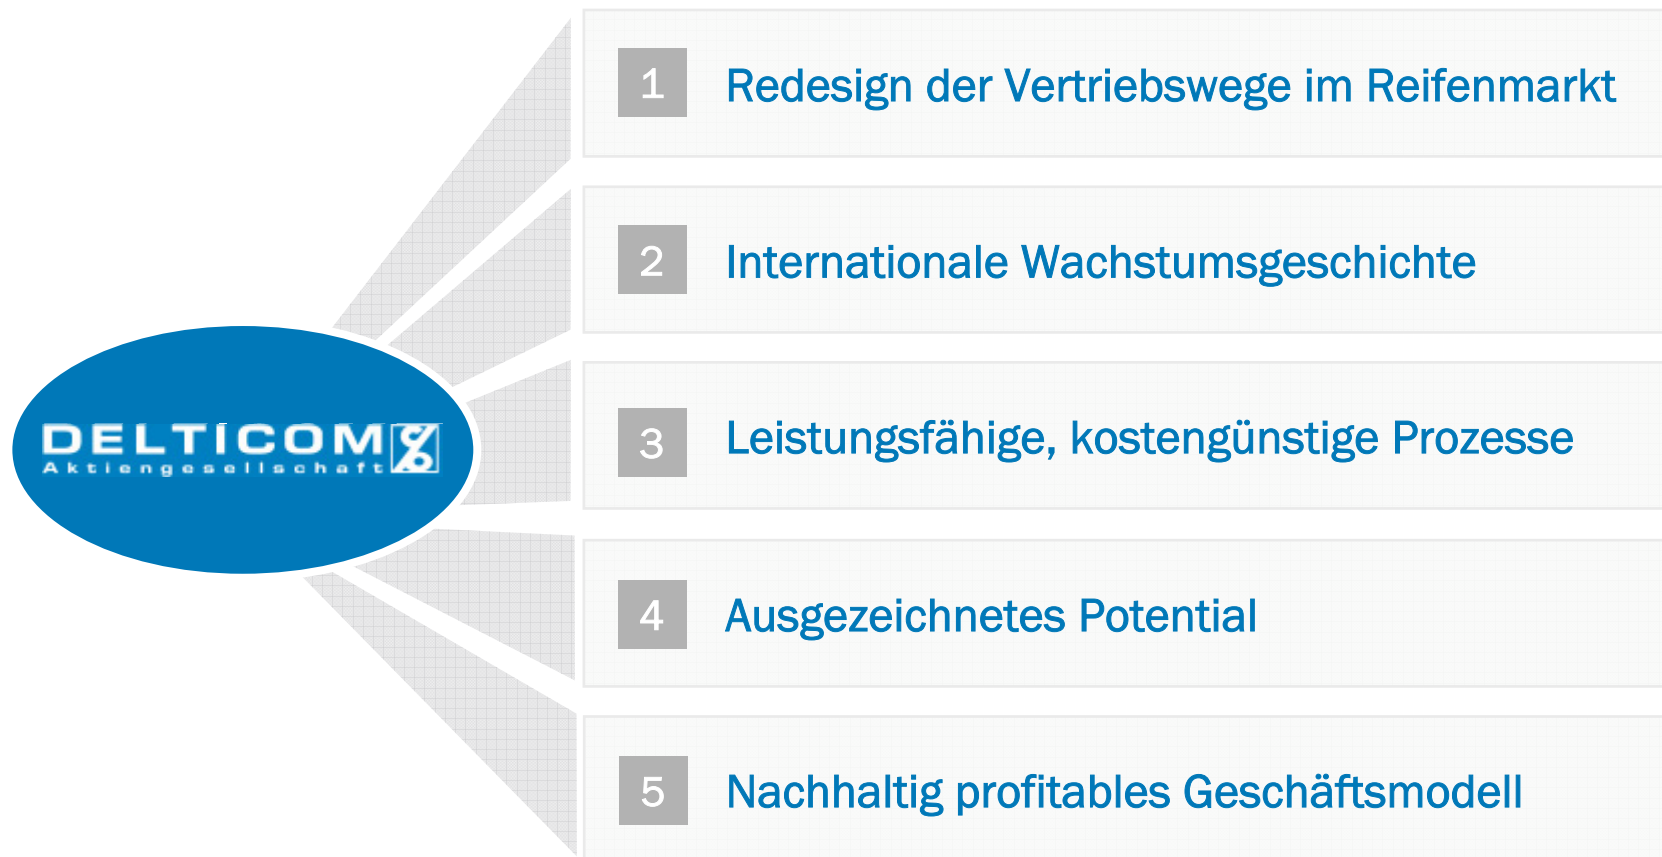 1 Redesign der Vertriebswege im Reifenmarkt
2 Internationale Wachstumsgeschichte
DELTICOM
Aktiengesellschaft
3 Leistungsfähige, kostengünstige Prozesse
4 Ausgezeichnetes Potential
5 Nachhaltig profitables Geschäftsmodell